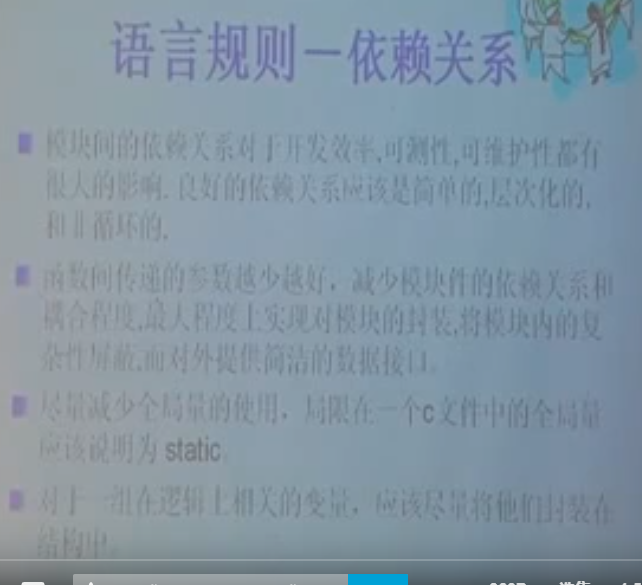 语言规则－依赖关系
模块间的依赖关系对于开发效率,可测性,可维护性都有
很大的影响. 良好的依赖关系应该是简单的,层次化的,
和非循环的.
函数间传递的参数越少越好，减少模块件的依赖关系和
耦合程度,最大程度上实现对模块的封装,将模块内的复
杂性屏蔽,而对外提供简洁的数据接口.
尽量减少全局量的使用，局限在一个c文件中的全局量
应该说明为 static.
对于一组在逻辑上相关的变量，应该尽量将他们封装在
结构中.